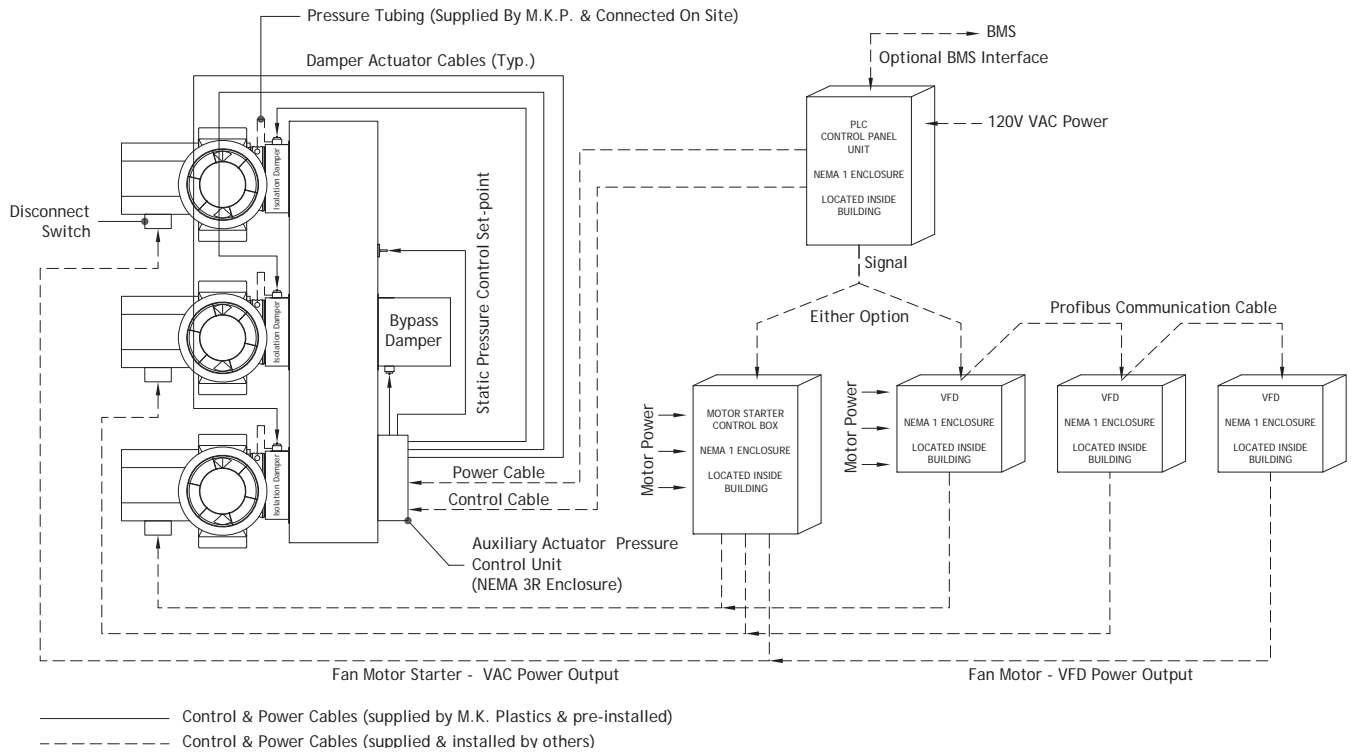 Pressure Tubing (Supplied By M.K.P. & Connected On Site)
Damper Actuator Cables (Typ.)
BMS
Optional BMS Interface
120V VAC Power
PLC
CONTROL PANEL
UNIT
NEMA 1 ENCLOSURE
LOCATED INSIDE
BUILDING
Disconnect
Switch
Isolation Damper
Isolation Damper
Isolation Damper
Static Pressure Control Set-point
Bypass
Damper
Signal
Either Option
Profibus Communication Cable
Power Cable
Control Cable
Auxiliary Actuator Pressure
Control Unit
(NEMA 3R Enclosure)
Motor Power
MOTOR STARTER
CONTROL BOX
NEMA 1 ENCLOSURE
LOCATED INSIDE
BUILDING
Motor Power
VFD
NEMA 1 ENCLOSURE
LOCATED INSIDE
BUILDING
VFD
NEMA 1 ENCLOSURE
LOCATED INSIDE
BUILDING
VFD
NEMA 1 ENCLOSURE
LOCATED INSIDE
BUILDING
Fan Motor Starter - VAC Power Output
Fan Motor - VFD Power Output
Control & Power Cables (supplied by M.K. Plastics & pre-installed)
Control & Power Cables (supplied & installed by others)